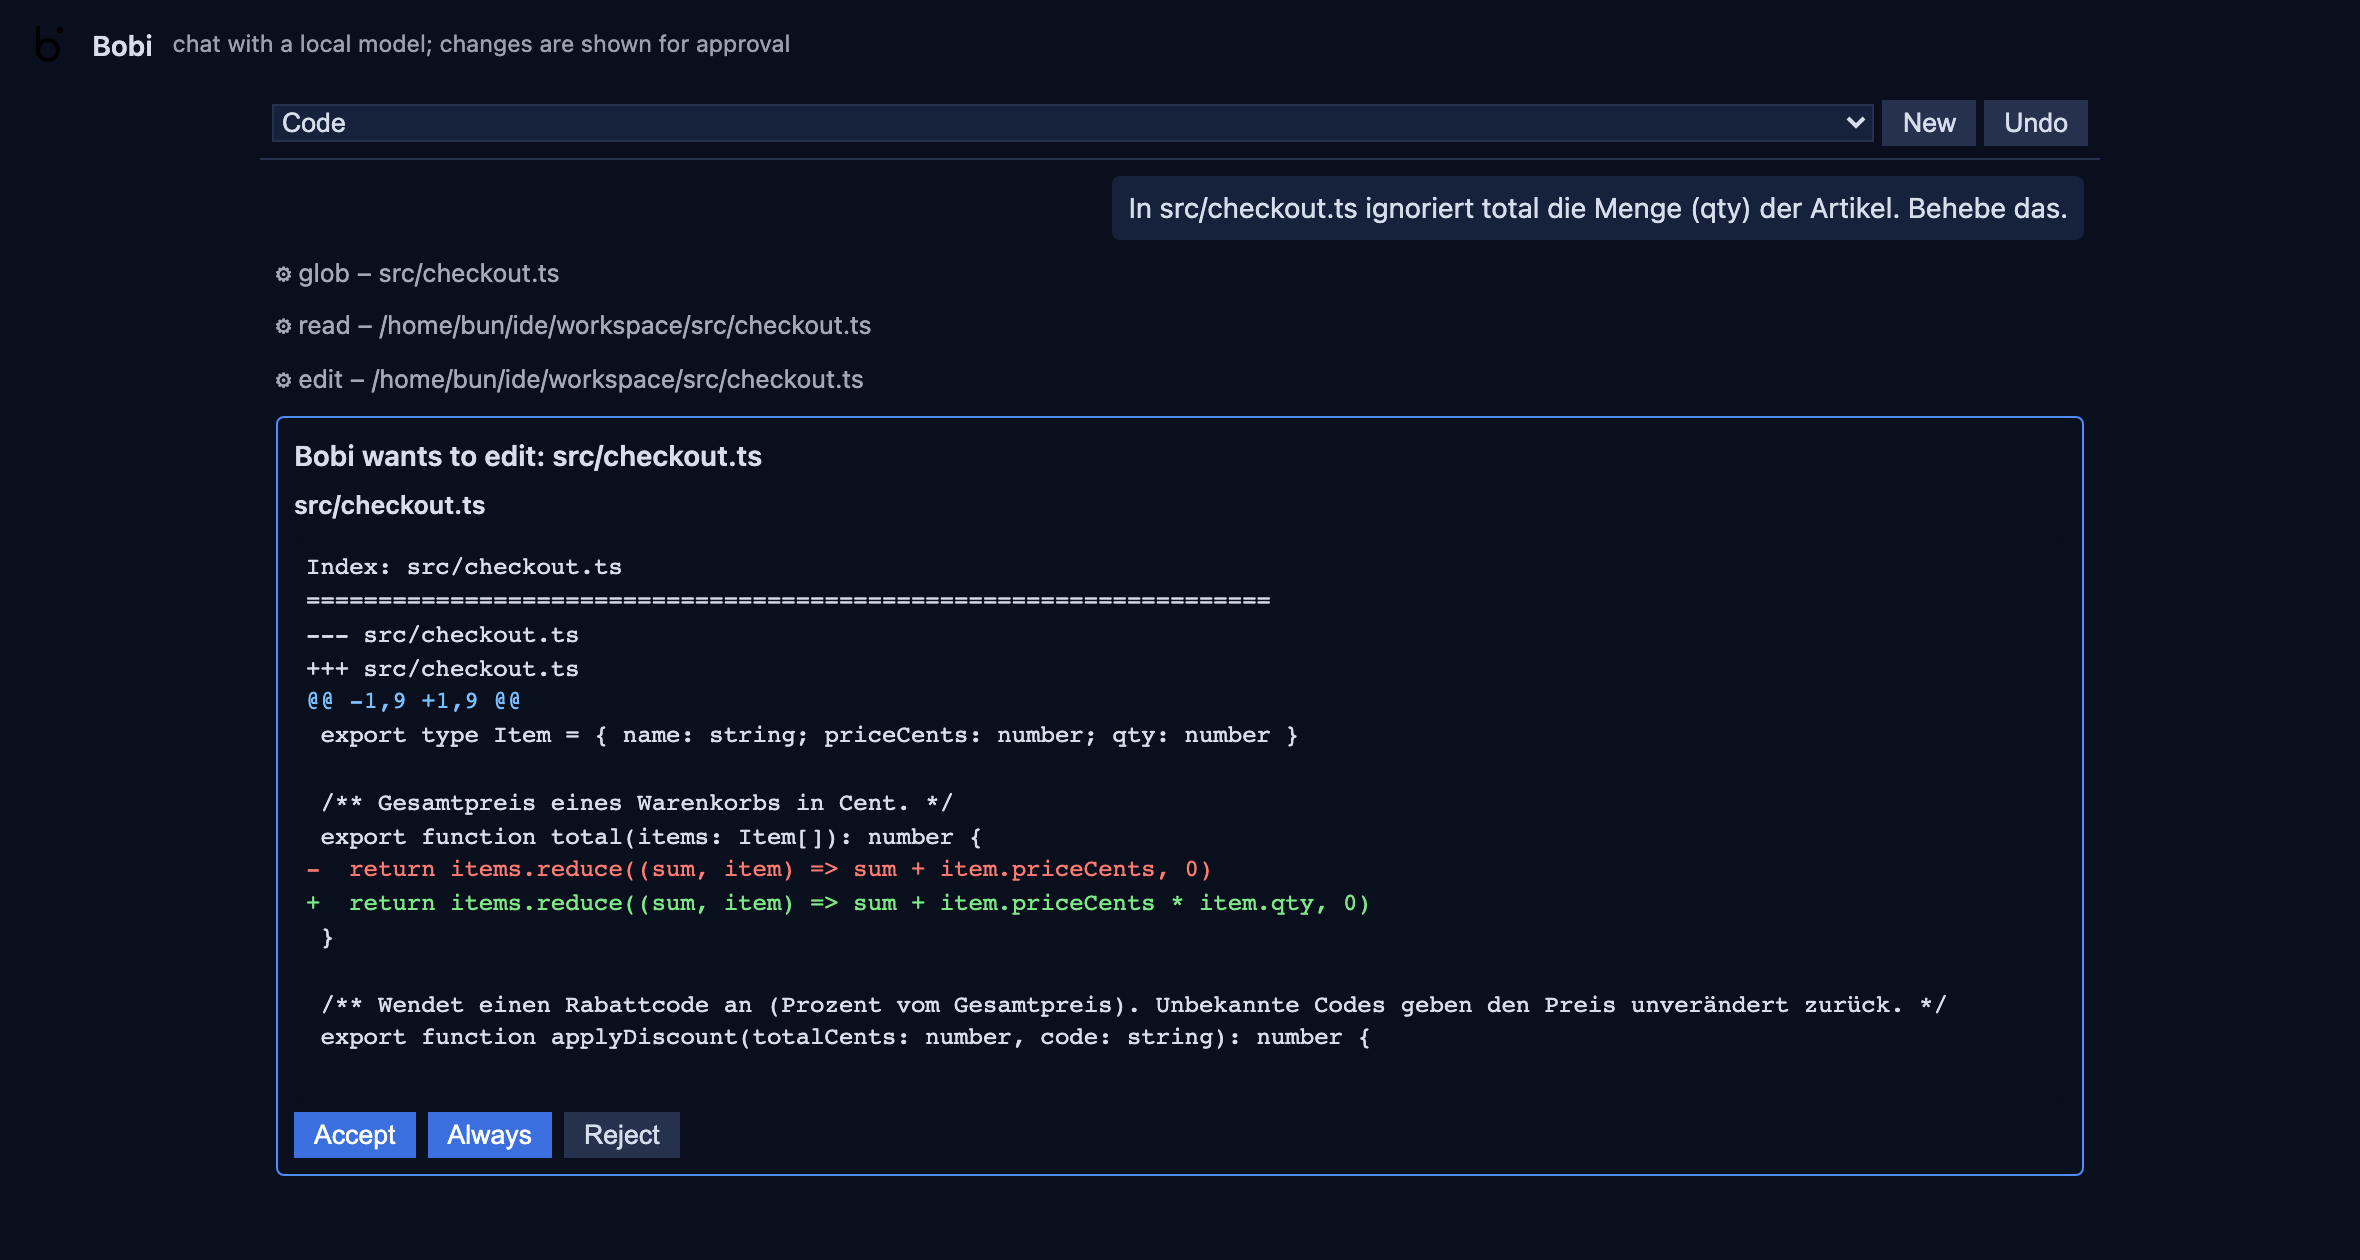 Bobi chat with a local model; changes are shown for approval
Code New Undo
In src/checkout.ts ignoriert total die Menge (qty) der Artikel. Behebe das.
⚙ glob – src/checkout.ts
⚙ read – /home/bun/ide/workspace/src/checkout.ts
⚙ edit – /home/bun/ide/workspace/src/checkout.ts
Bobi wants to edit: src/checkout.ts
src/checkout.ts
Index: src/checkout.ts
===================================================================
--- src/checkout.ts
+++ src/checkout.ts
@@ -1,9 +1,9 @@
 export type Item = { name: string; priceCents: number; qty: number }
 /** Gesamtpreis eines Warenkorbs in Cent. */
 export function total(items: Item[]): number {
-  return items.reduce((sum, item) => sum + item.priceCents, 0)
+  return items.reduce((sum, item) => sum + item.priceCents * item.qty, 0)
 }
 /** Wendet einen Rabattcode an (Prozent vom Gesamtpreis). Unbekannte Codes geben den Preis unverändert zurück. */
 export function applyDiscount(totalCents: number, code: string): number {
Accept Always Reject